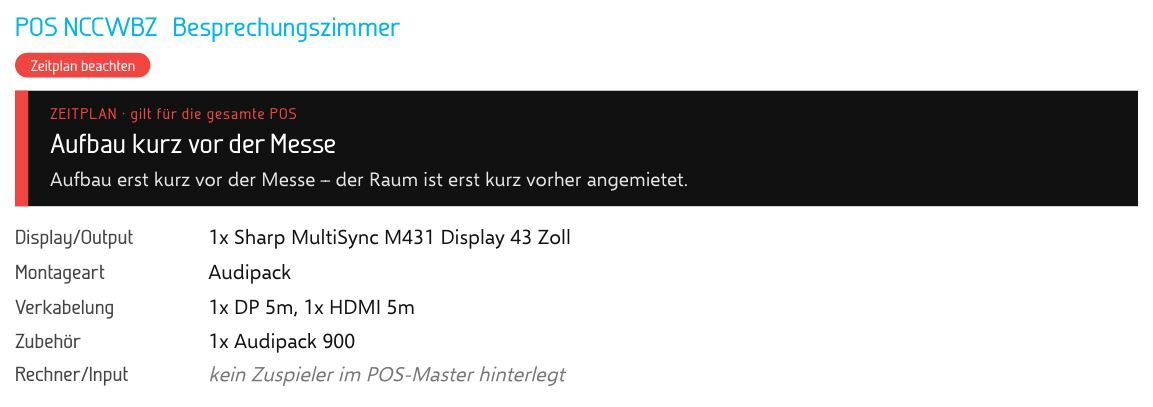 POS NCCWBZ Besprechungszimmer
Zeitplan beachten
ZEITPLAN · gilt für die gesamte POS
Aufbau kurz vor der Messe
Aufbau erst kurz vor der Messe – der Raum ist erst kurz vorher angemietet.
Display/Output 1x Sharp MultiSync M431 Display 43 Zoll
Montageart Audipack
Verkabelung 1x DP 5m, 1x HDMI 5m
Zubehör 1x Audipack 900
Rechner/Input kein Zuspieler im POS-Master hinterlegt